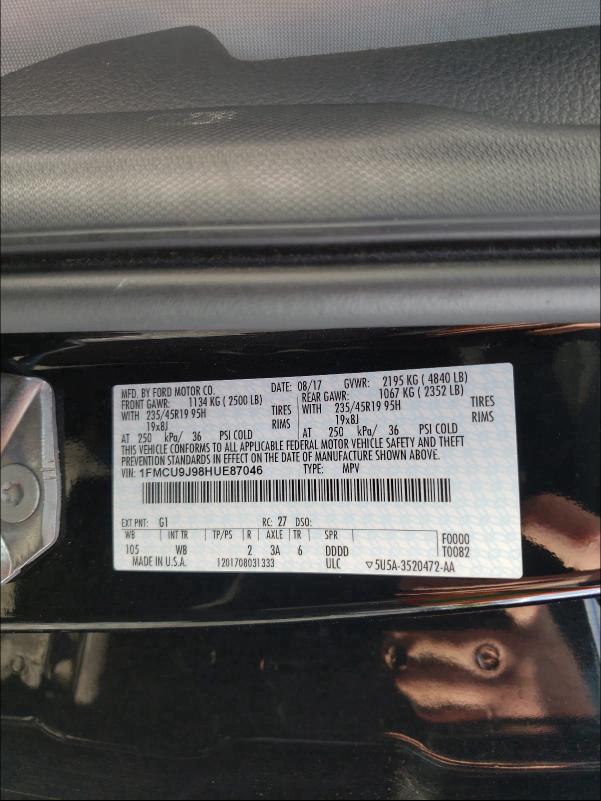 MFD. BY FORD MOTOR CO. DATE: 08/17 GVWR: 2195 KG ( 4840 LB)
FRONT GAWR: 1134 KG ( 2500 LB) REAR GAWR: 1067 KG ( 2352 LB)
WITH 235/45R19 95H TIRES WITH 235/45R19 95H TIRES
19x8J RIMS 19x8J RIMS
AT 250 kPa/ 36 PSI COLD AT 250 kPa/ 36 PSI COLD
THIS VEHICLE CONFORMS TO ALL APPLICABLE FEDERAL MOTOR VEHICLE SAFETY AND THEFT
PREVENTION STANDARDS IN EFFECT ON THE DATE OF MANUFACTURE SHOWN ABOVE.
VIN: 1FMCU9J98HUE87046 TYPE: MPV
EXT PNT: G1 RC: 27 DSO:
WB INT TR TP/PS R AXLE TR SPR F0000
105 WB 2 3A 6 DDDD T0082
MADE IN U.S.A. 1201708031333 ULC ▽5U5A-3520472-AA